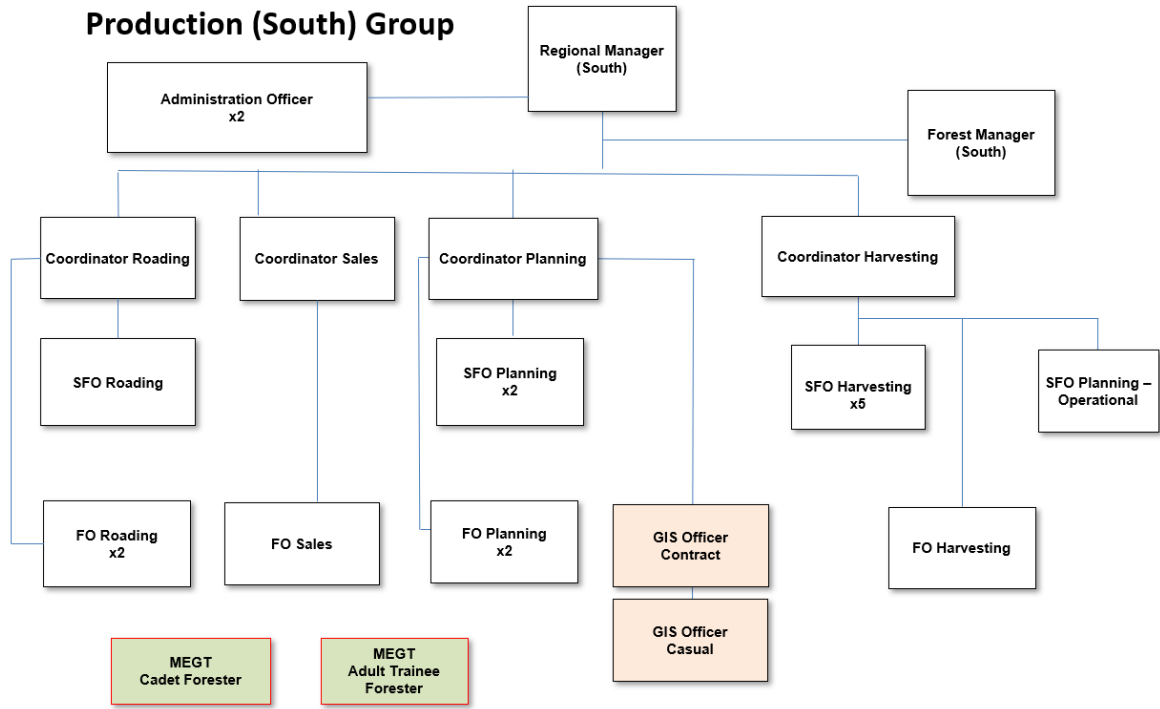 Production (South) Group
Regional Manager
(South)
Administration Officer
x2
Forest Manager
(South)
Coordinator Roading
Coordinator Sales
Coordinator Planning
Coordinator Harvesting
SFO Roading
SFO Planning
x2
SFO Harvesting
x5
SFO Planning –
Operational
FO Roading
x2
FO Sales
FO Planning
x2
GIS Officer
Contract
FO Harvesting
GIS Officer
Casual
MEGT
Cadet Forester
MEGT
Adult Trainee
Forester